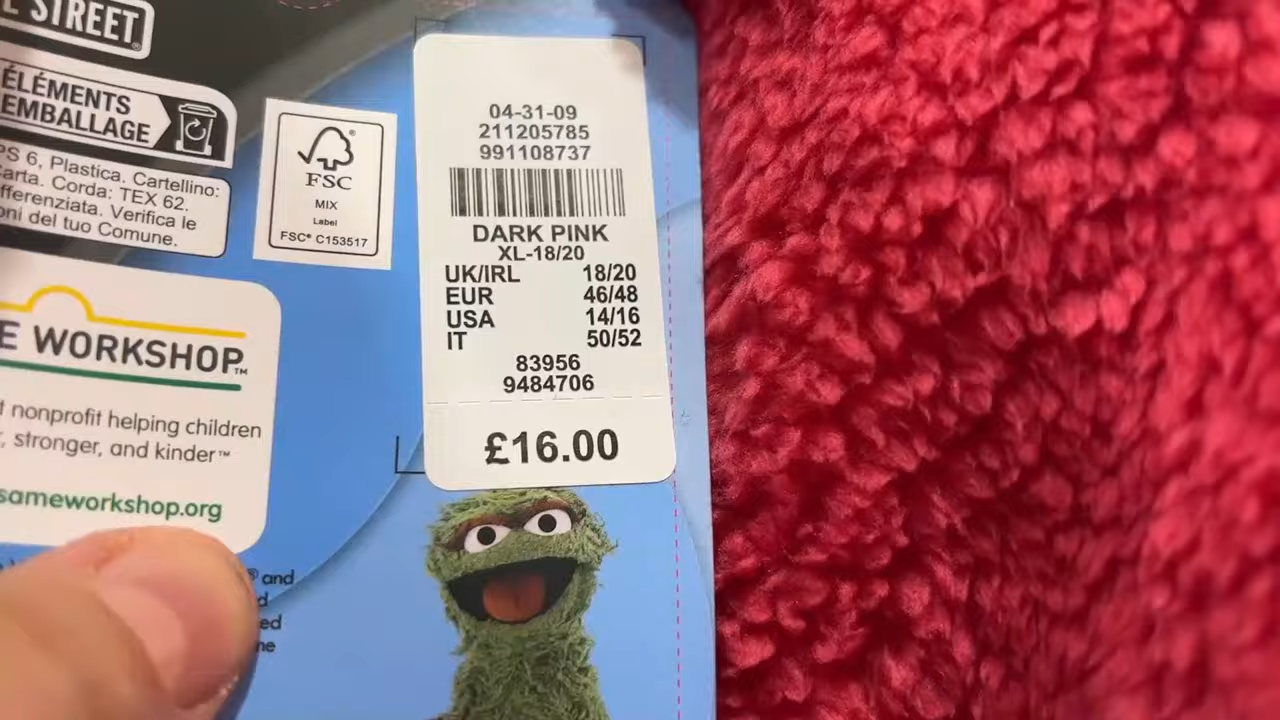 STREET
ÉLÉMENTS
EMBALLAGE
PS 6, Plastica. Cartellino:
Carta. Corda: TEX 62.
fferenziata. Verifica le
oni del tuo Comune.
FSC
MIX
Label
FSC® C153517
04-31-09
211205785
991108737
DARK PINK
XL-18/20
UK/IRL 18/20
EUR 46/48
USA 14/16
IT 50/52
83956
9484706
£16.00
E WORKSHOP™
nonprofit helping children
, stronger, and kinder™
sameworkshop.org
® and
d
ed
ne